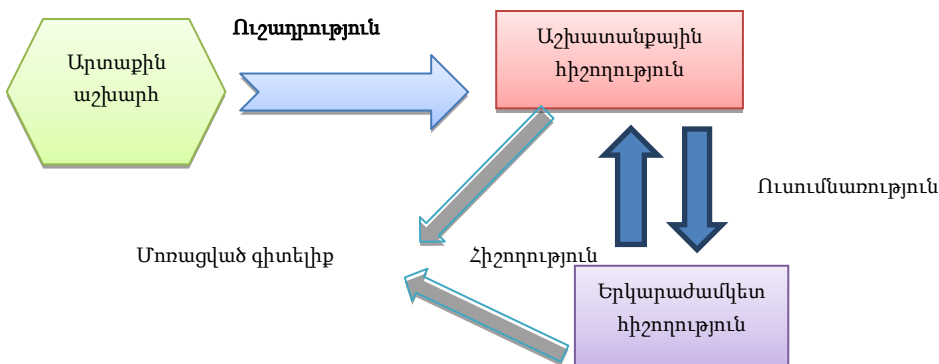 Ուշադրություն
Արտաքին
աշխարհ
Աշխատանքային
հիշողություն
Ուսումնառություն
Մոռացված գիտելիք
Հիշողություն
Երկարաժամկետ
հիշողություն